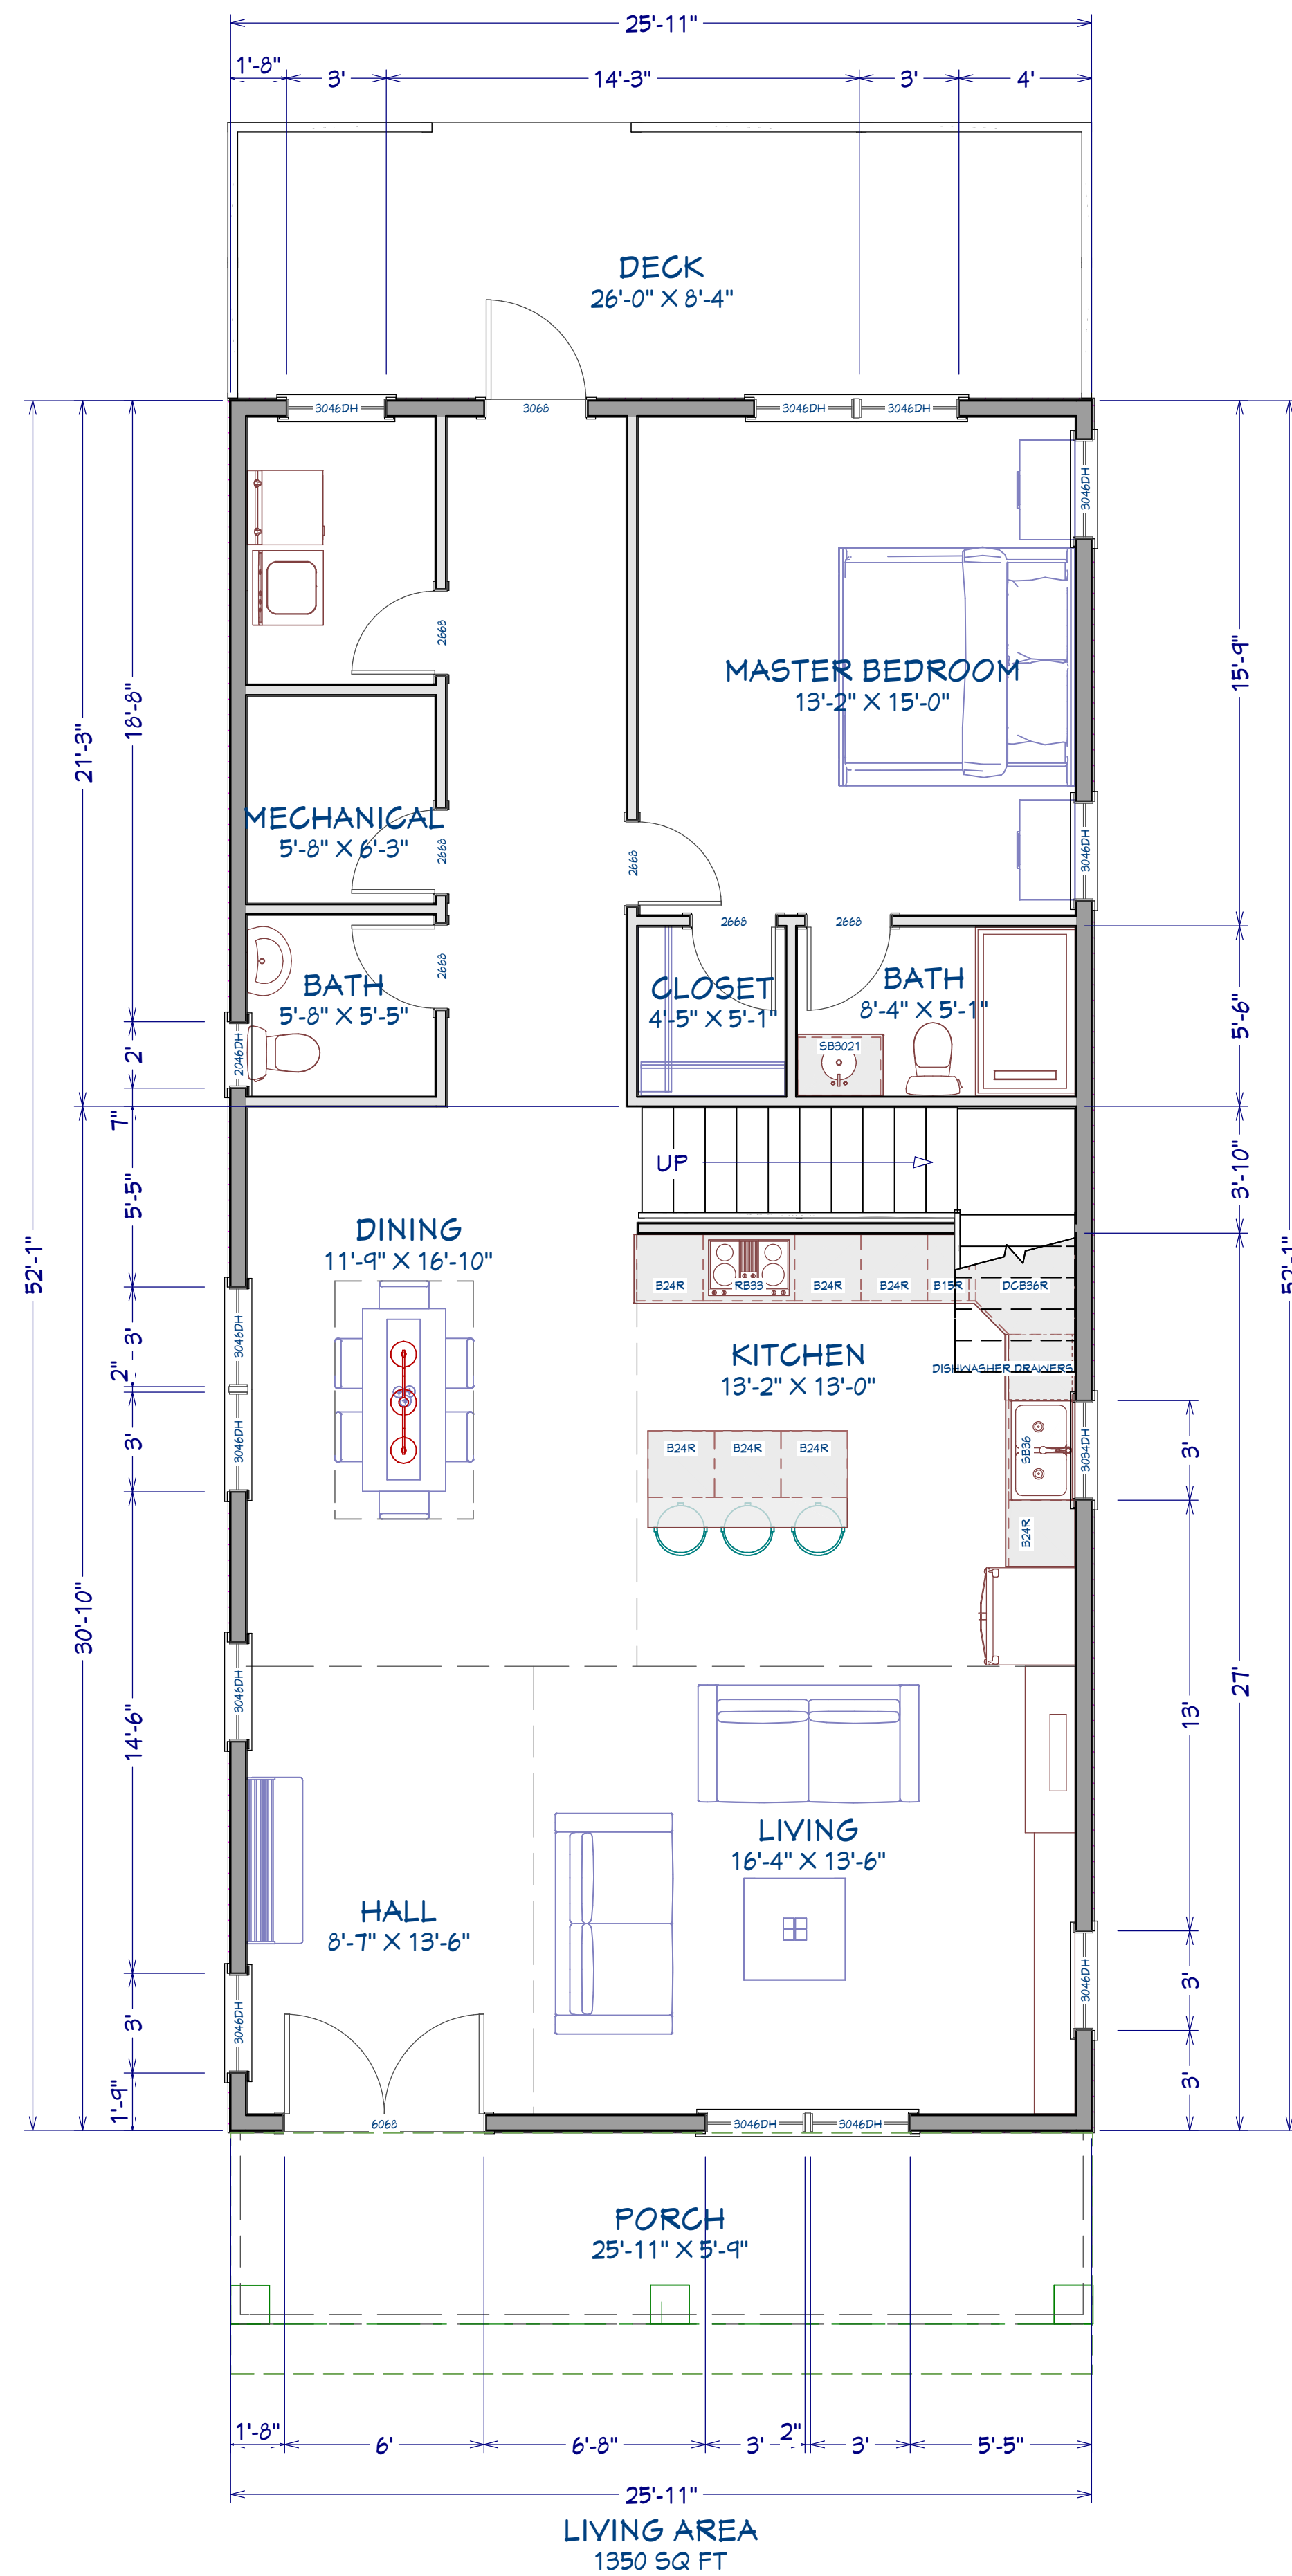 25'-11"
1'-8" 3' 14'-3" 3' 4'
DECK
26'-0" X 8'-4"
3046DH 3068 3046DH 3046DH
3046DH
2668
MASTER BEDROOM
13'-2" X 15'-0"
15'-9"
18'-8"
21'-3"
MECHANICAL
5'-8" X 6'-3"
2668
2668
3046DH
2668 2668
2668
BATH
5'-8" X 5'-5"
CLOSET
4'-5" X 5'-1"
BATH
8'-4" X 5'-1"
5'-6"
2'
2046DH
SB3021
7"
UP
3'-10"
5'-5"
DINING
11'-9" X 16'-10"
52'-1"
52'-1"
B24R RB33 B24R B24R B15R DCB36R
3'
3046DH
KITCHEN
13'-2" X 13'-0"
DISHWASHER DRAWERS
2"
3'
3046DH
B24R B24R B24R
SB36
3034DH
3'
B24R
30'-10"
3046DH
27'
14'-6"
13'
LIVING
16'-4" X 13'-6"
HALL
8'-7" X 13'-6"
3'
3046DH
3046DH
3'
1'-9"
3'
6068 3046DH 3046DH
PORCH
25'-11" X 5'-9"
1'-8" 6' 6'-8" 3' 2" 3' 5'-5"
25'-11"
LIVING AREA
1350 SQ FT